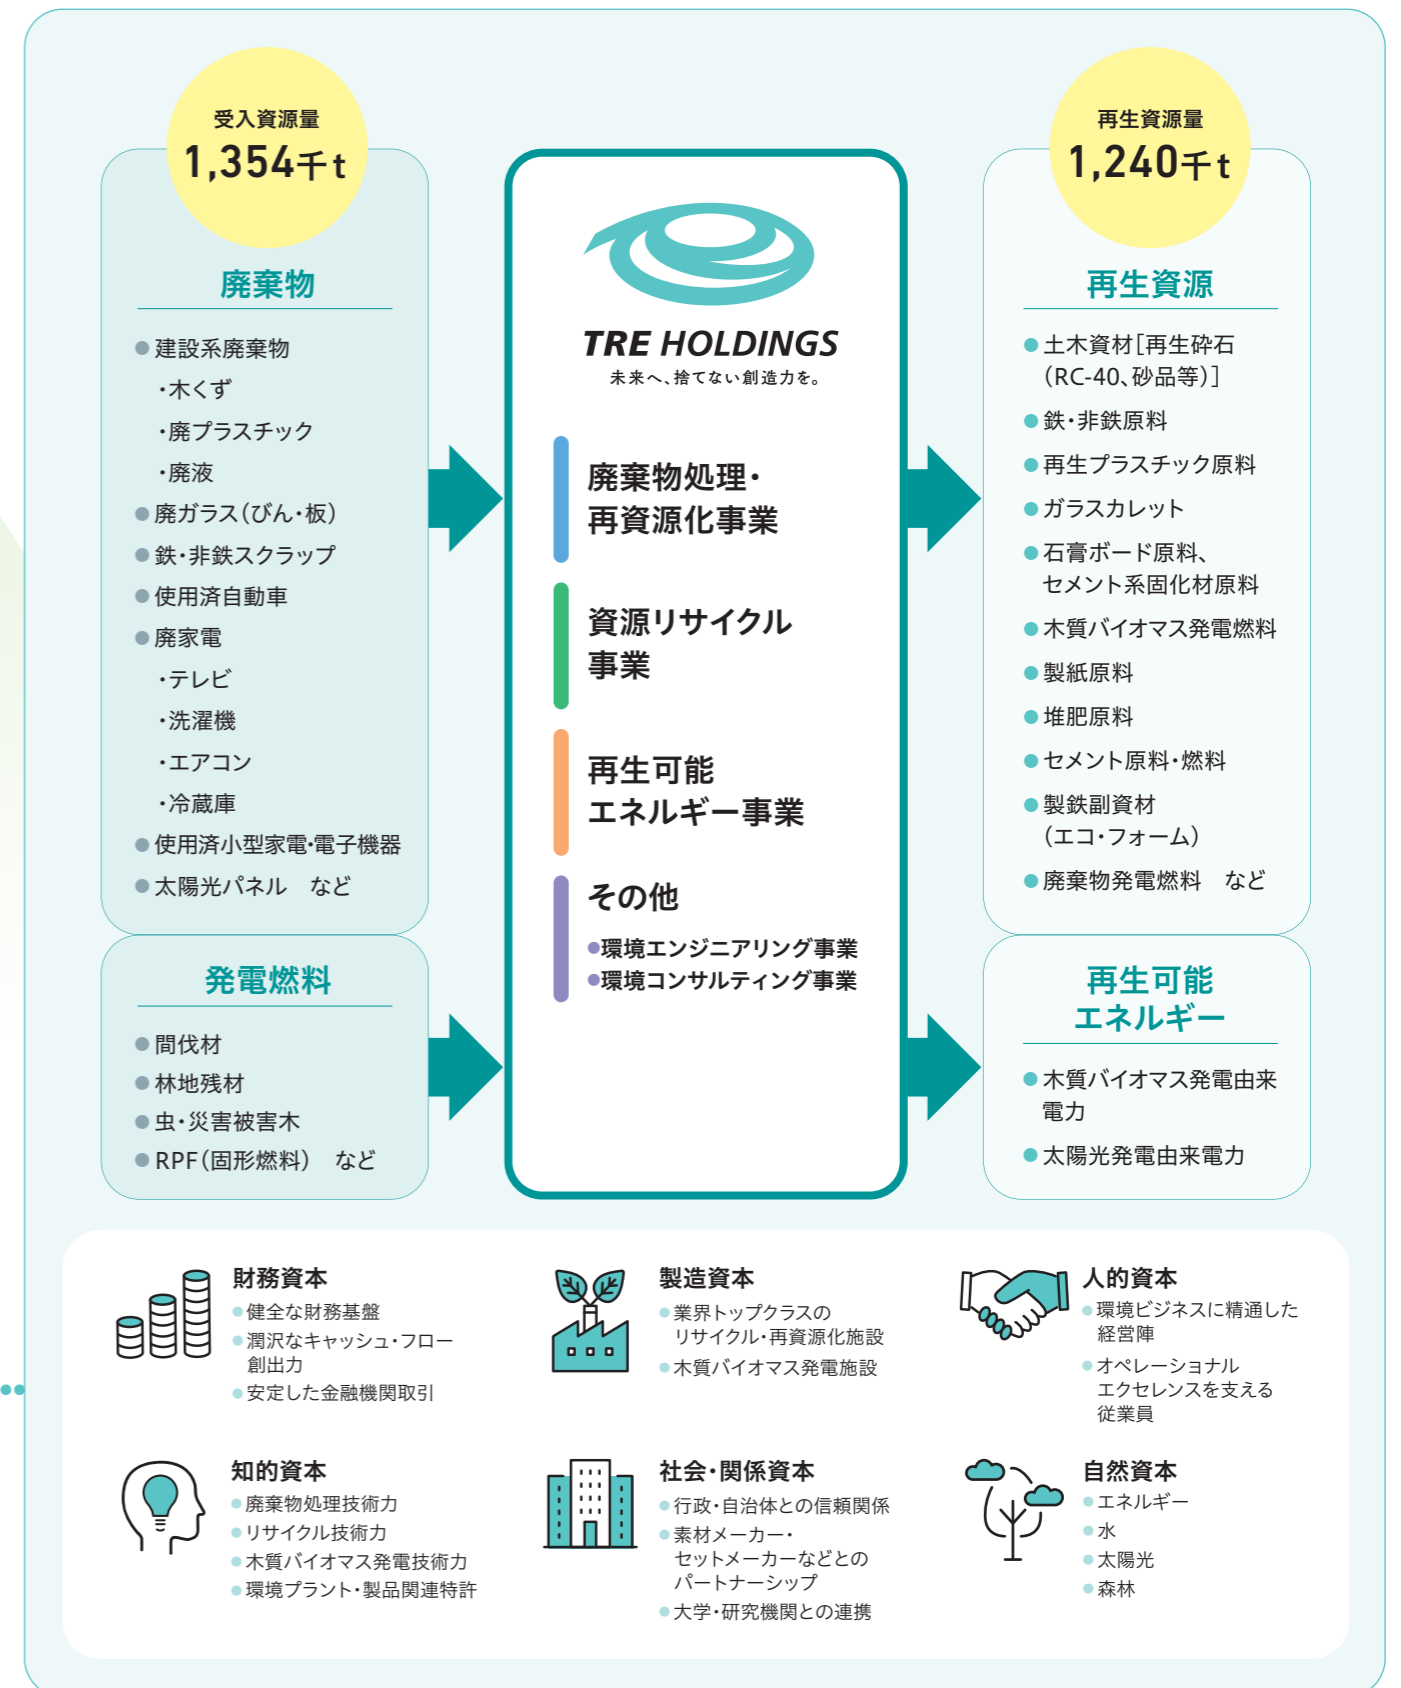 受入資源量
1,354千t
廃棄物
●建設系廃棄物
・木くず
・廃プラスチック
・廃液
●廃ガラス（びん・板）
●鉄・非鉄スクラップ
●使用済自動車
●廃家電
・テレビ
・洗濯機
・エアコン
・冷蔵庫
●使用済小型家電・電子機器
●太陽光パネル　など
発電燃料
●間伐材
●林地残材
●虫・災害被害木
●RPF（固形燃料）　など
TRE HOLDINGS
未来へ、捨てない創造力を。
廃棄物処理・
再資源化事業
資源リサイクル
事業
再生可能
エネルギー事業
その他
●環境エンジニアリング事業
●環境コンサルティング事業
再生資源量
1,240千t
再生資源
●土木資材［再生砕石
（RC-40、砂品等）］
●鉄・非鉄原料
●再生プラスチック原料
●ガラスカレット
●石膏ボード原料、
セメント系固化材原料
●木質バイオマス発電燃料
●製紙原料
●堆肥原料
●セメント原料・燃料
●製鉄副資材
（エコ・フォーム）
●廃棄物発電燃料　など
再生可能
エネルギー
●木質バイオマス発電由来
電力
●太陽光発電由来電力
財務資本
●健全な財務基盤
●潤沢なキャッシュ・フロー
創出力
●安定した金融機関取引
製造資本
●業界トップクラスの
リサイクル・再資源化施設
●木質バイオマス発電施設
人的資本
●環境ビジネスに精通した
経営陣
●オペレーショナル
エクセレンスを支える
従業員
知的資本
●廃棄物処理技術力
●リサイクル技術力
●木質バイオマス発電技術力
●環境プラント・製品関連特許
社会・関係資本
●行政・自治体との信頼関係
●素材メーカー・
セットメーカーなどとの
パートナーシップ
●大学・研究機関との連携
自然資本
●エネルギー
●水
●太陽光
●森林